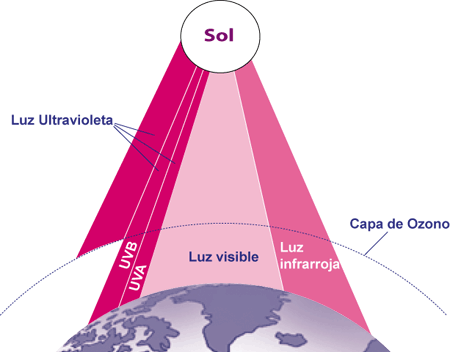 Sol
Luz Ultravioleta
Capa de Ozono
UVB
UVA
Luz visible
Luz
infrarroja